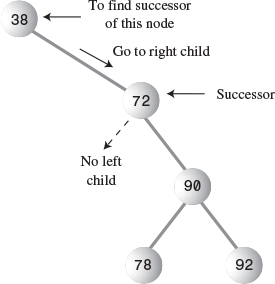 To find successor
of this node
38
Go to right child
72
Successor
No left
child
90
78
92